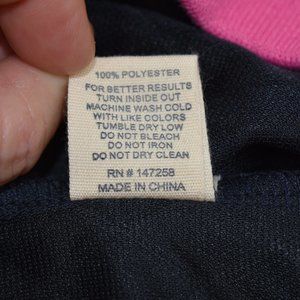 100% POLYESTER
FOR BETTER RESULTS
TURN INSIDE OUT
MACHINE WASH COLD
WITH LIKE COLORS
TUMBLE DRY LOW
DO NOT BLEACH
DO NOT IRON
DO NOT DRY CLEAN
RN # 147258
MADE IN CHINA